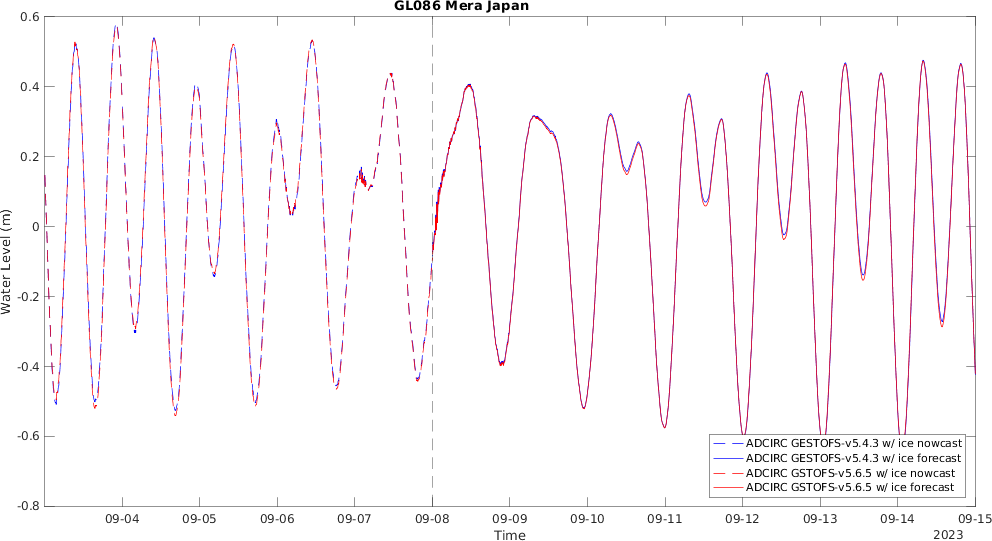 GL086 Mera Japan
0.6
0.4
0.2
0
-0.2
-0.4
-0.6
-0.8
Water Level (m)
ADCIRC GESTOFS-v5.4.3 w/ ice nowcast
ADCIRC GESTOFS-v5.4.3 w/ ice forecast
ADCIRC GSTOFS-v5.6.5 w/ ice nowcast
ADCIRC GSTOFS-v5.6.5 w/ ice forecast
09-04 09-05 09-06 09-07 09-08 09-09 09-10 09-11 09-12 09-13 09-14 09-15
Time
2023